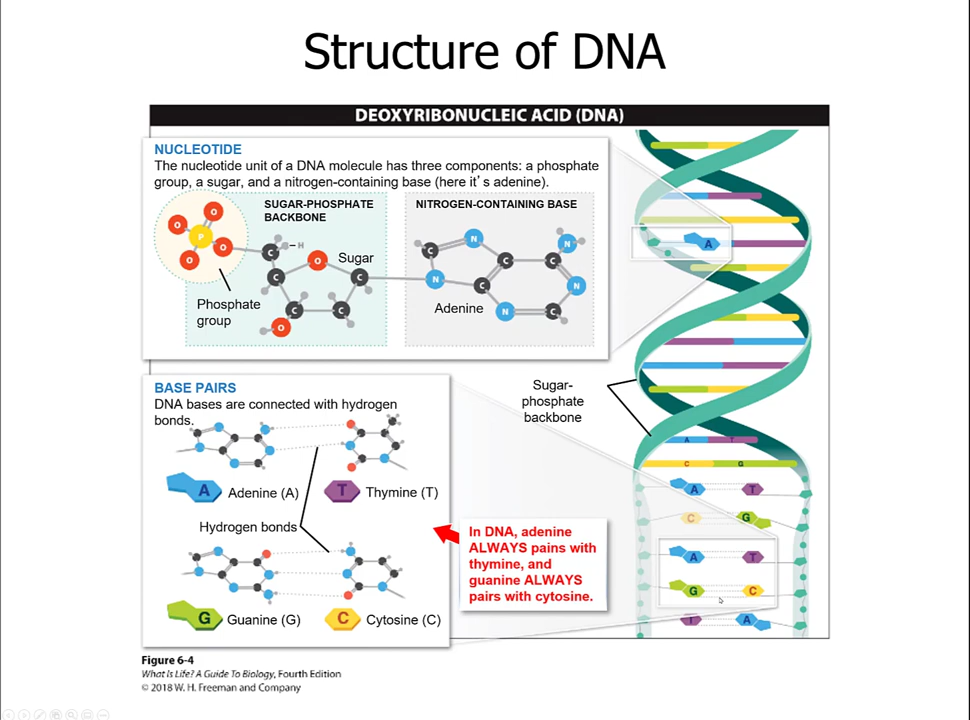 Structure of DNA
DEOXYRIBONUCLEIC ACID (DNA)
NUCLEOTIDE
The nucleotide unit of a DNA molecule has three components: a phosphate
group, a sugar, and a nitrogen-containing base (here it's adenine).
SUGAR-PHOSPHATE
BACKBONE
NITROGEN-CONTAINING BASE
O
O
P
O
O
C
H
O
Sugar
C
C
C
C
O
Phosphate
group
C
N
C
C
N
N
C
N
C
N
Adenine
A
BASE PAIRS
DNA bases are connected with hydrogen
bonds.
A
Adenine (A)
T
Thymine (T)
Hydrogen bonds
G
Guanine (G)
C
Cytosine (C)
Sugar-
phosphate
backbone
In DNA, adenine
ALWAYS pairs with
thymine, and
guanine ALWAYS
pairs with cytosine.
A T
C G
A T
C G
A T
G C
T A
Figure 6-4
What Is Life? A Guide To Biology, Fourth Edition
© 2018 W. H. Freeman and Company